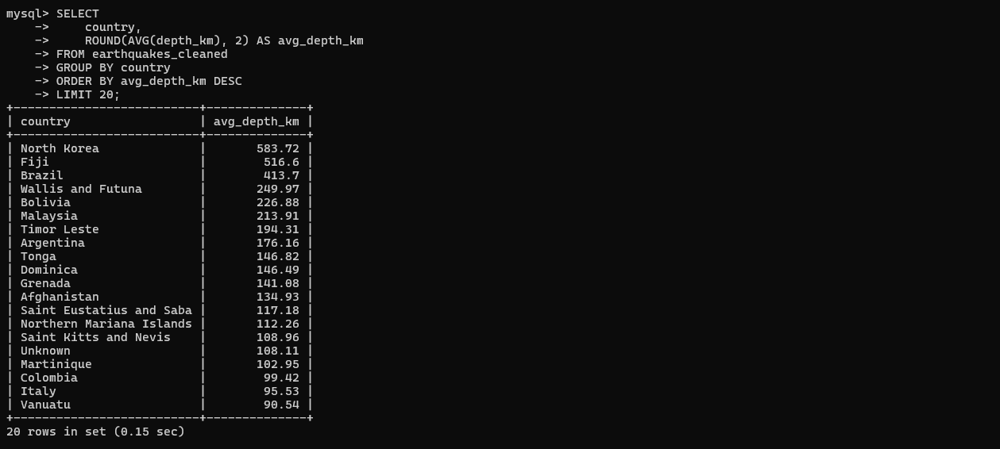 mysql> SELECT
    ->     country,
    ->     ROUND(AVG(depth_km), 2) AS avg_depth_km
    -> FROM earthquakes_cleaned
    -> GROUP BY country
    -> ORDER BY avg_depth_km DESC
    -> LIMIT 20;
+--------------------------+--------------+
| country                  | avg_depth_km |
+--------------------------+--------------+
| North Korea              |       583.72 |
| Fiji                     |        516.6 |
| Brazil                   |        413.7 |
| Wallis and Futuna        |       249.97 |
| Bolivia                  |       226.88 |
| Malaysia                 |       213.91 |
| Timor Leste              |       194.31 |
| Argentina                |       176.16 |
| Tonga                    |       146.82 |
| Dominica                 |       146.49 |
| Grenada                  |       141.08 |
| Afghanistan              |       134.93 |
| Saint Eustatius and Saba |       117.18 |
| Northern Mariana Islands |       112.26 |
| Saint Kitts and Nevis    |       108.96 |
| Unknown                  |       108.11 |
| Martinique               |       102.95 |
| Colombia                 |        99.42 |
| Italy                    |        95.53 |
| Vanuatu                  |        90.54 |
+--------------------------+--------------+
20 rows in set (0.15 sec)